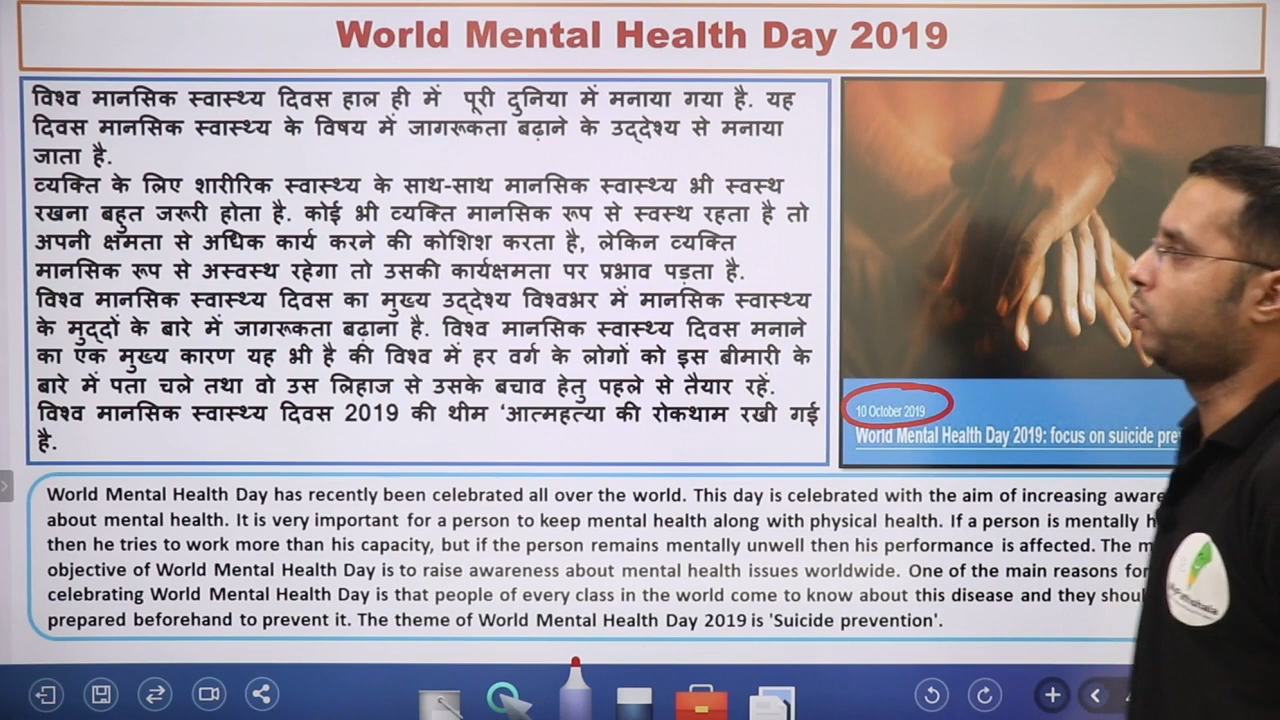 World Mental Health Day 2019
विश्व मानसिक स्वास्थ्य दिवस हाल ही में पूरी दुनिया में मनाया गया है. यह
दिवस मानसिक स्वास्थ्य के विषय में जागरूकता बढ़ाने के उद्देश्य से मनाया
जाता है.
व्यक्ति के लिए शारीरिक स्वास्थ्य के साथ-साथ मानसिक स्वास्थ्य भी स्वस्थ
रखना बहुत जरूरी होता है. कोई भी व्यक्ति मानसिक रूप से स्वस्थ रहता है तो
अपनी क्षमता से अधिक कार्य करने की कोशिश करता है, लेकिन व्यक्ति
मानसिक रूप से अस्वस्थ रहेगा तो उसकी कार्यक्षमता पर प्रभाव पड़ता है.
विश्व मानसिक स्वास्थ्य दिवस का मुख्य उद्देश्य विश्वभर में मानसिक स्वास्थ्य
के मुद्दों के बारे में जागरूकता बढ़ाना है. विश्व मानसिक स्वास्थ्य दिवस मनाने
का एक मुख्य कारण यह भी है की विश्व में हर वर्ग के लोगों को इस बीमारी के
बारे में पता चले तथा वो उस लिहाज से उसके बचाव हेतु पहले से तैयार रहें.
विश्व मानसिक स्वास्थ्य दिवस 2019 की थीम ‘आत्महत्या की रोकथाम रखी गई
है.
10 October 2019
World Mental Health Day 2019: focus on suicide pre
World Mental Health Day has recently been celebrated all over the world. This day is celebrated with the aim of increasing aware
about mental health. It is very important for a person to keep mental health along with physical health. If a person is mentally h
then he tries to work more than his capacity, but if the person remains mentally unwell then his performance is affected. The m
objective of World Mental Health Day is to raise awareness about mental health issues worldwide. One of the main reasons for
celebrating World Mental Health Day is that people of every class in the world come to know about this disease and they shoul
prepared beforehand to prevent it. The theme of World Mental Health Day 2019 is 'Suicide prevention'.